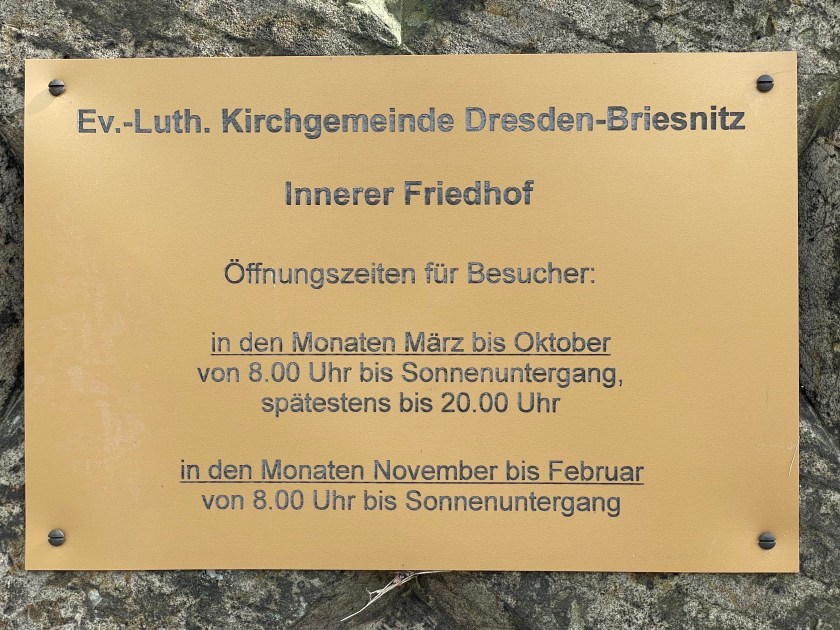 Ev.-Luth. Kirchgemeinde Dresden-Briesnitz
Innerer Friedhof
Öffnungszeiten für Besucher:
in den Monaten März bis Oktober
von 8.00 Uhr bis Sonnenuntergang,
spätestens bis 20.00 Uhr
in den Monaten November bis Februar
von 8.00 Uhr bis Sonnenuntergang